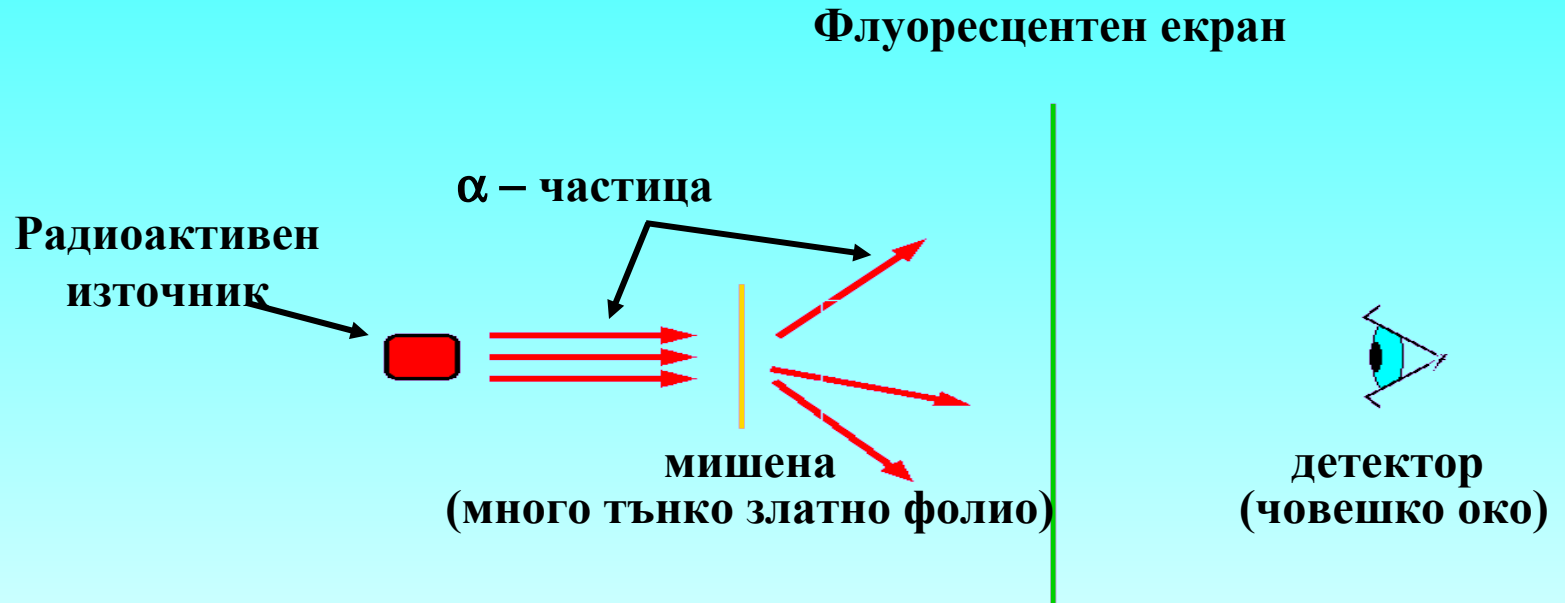 Флуоресцентен екран
α – частица
Радиоактивен
източник
мишена
(много тънко златно фолио)
детектор
(човешко око)